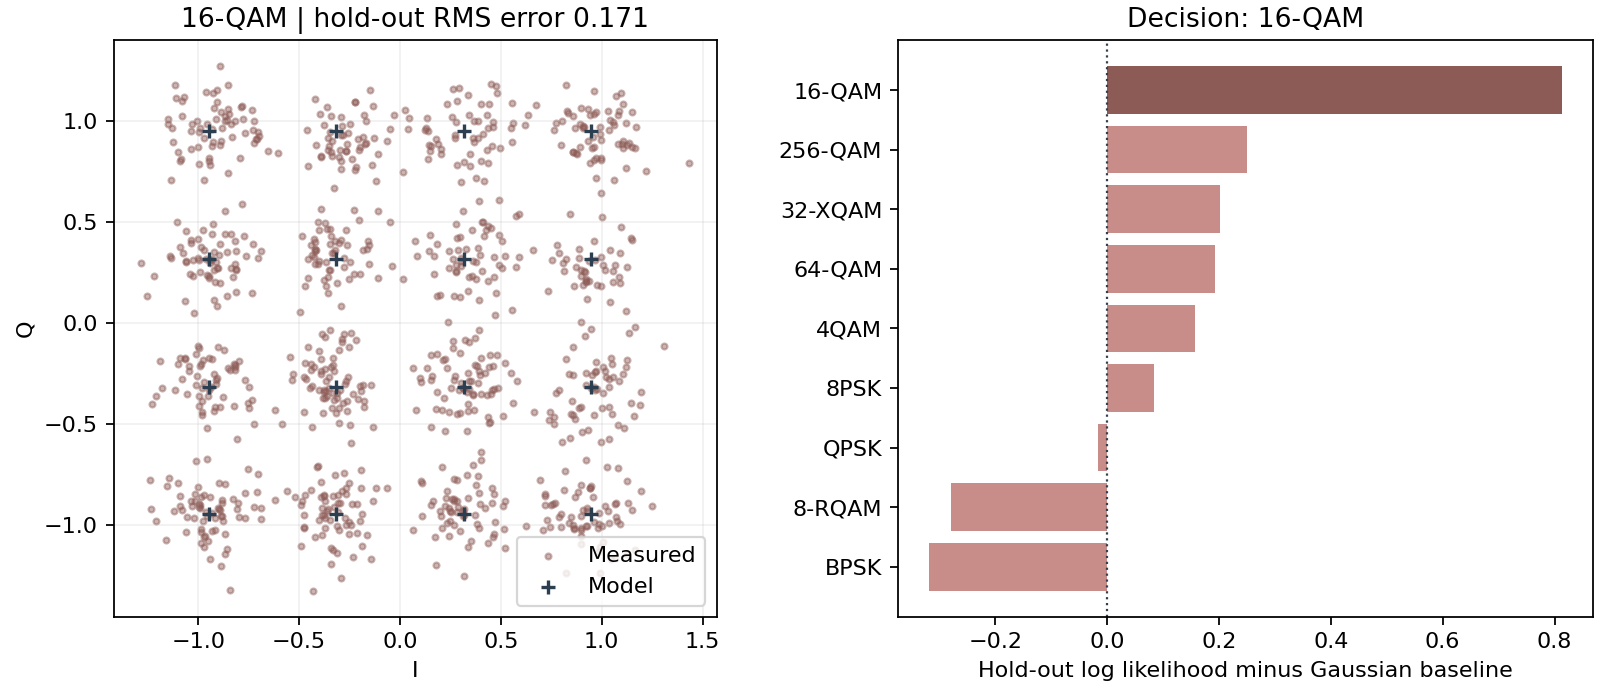 16-QAM | hold-out RMS error 0.171
1.0
0.5
0.0
−0.5
−1.0
Q
−1.0 −0.5 0.0 0.5 1.0 1.5
I
Measured
Model
Decision: 16-QAM
16-QAM
256-QAM
32-XQAM
64-QAM
4QAM
8PSK
QPSK
8-RQAM
BPSK
−0.2 0.0 0.2 0.4 0.6 0.8
Hold-out log likelihood minus Gaussian baseline